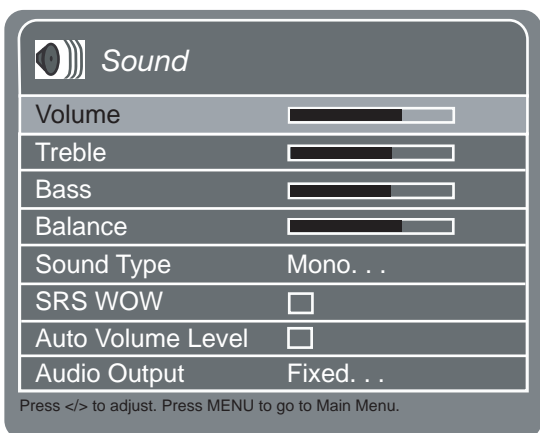 Sound
Volume
Treble
Bass
Balance
Sound Type Mono. . .
SRS WOW
Auto Volume Level
Audio Output Fixed. . .
Press </> to adjust. Press MENU to go to Main Menu.